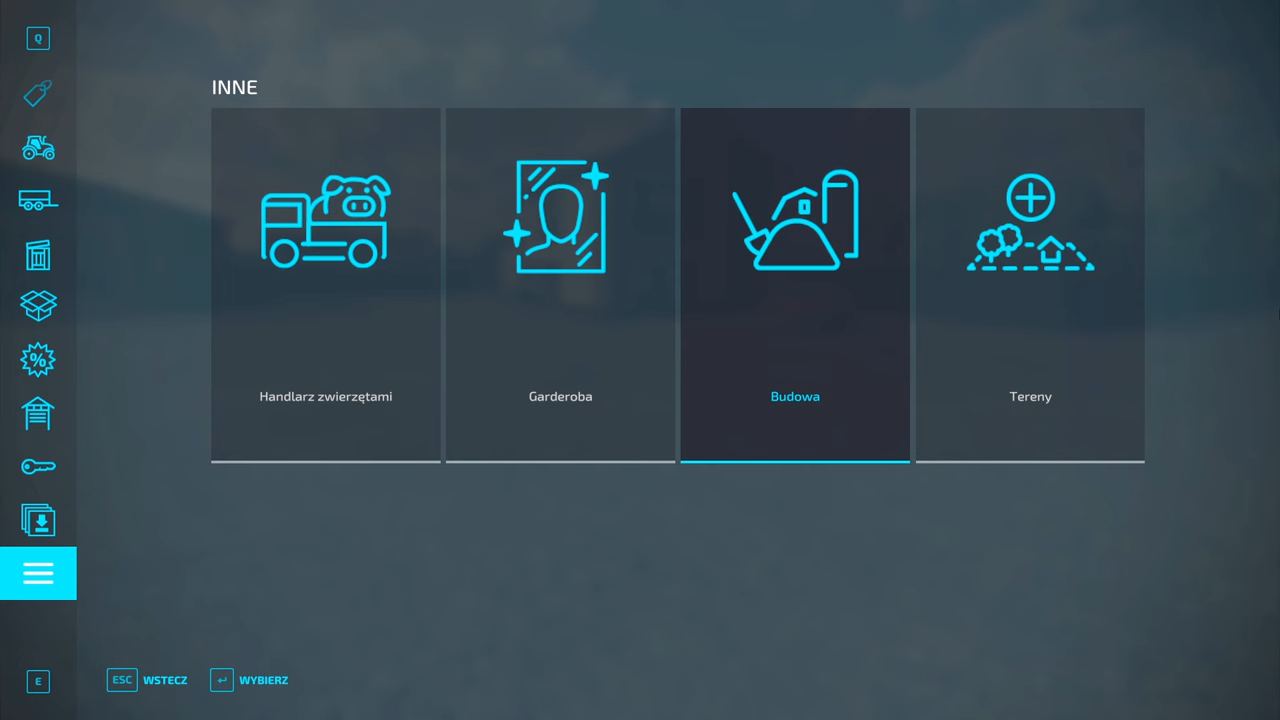 Q
INNE
%
Handlarz zwierzętami
Garderoba
Budowa
Tereny
E
ESC WSTECZ
↵ WYBIERZ